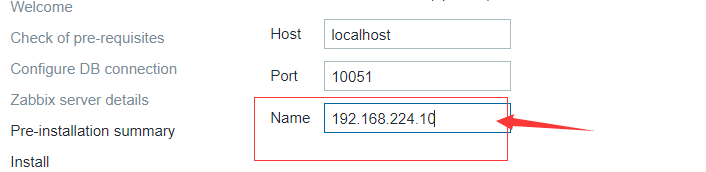 Welcome
Check of pre-requisites
Configure DB connection
Zabbix server details
Pre-installation summary
Install
Host localhost
Port 10051
Name 192.168.224.10